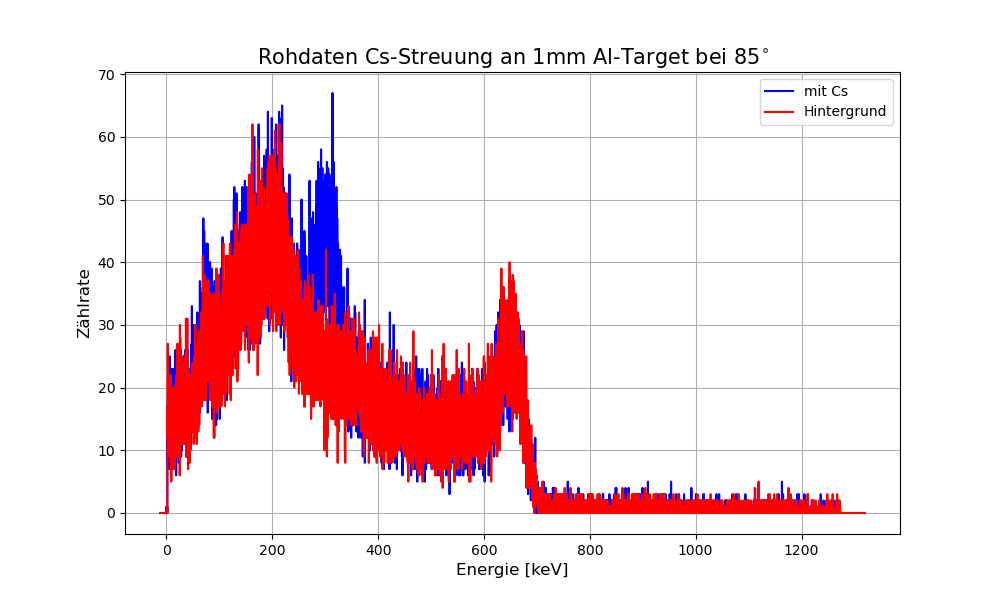 Rohdaten Cs-Streuung an 1mm Al-Target bei 85°
mit Cs
Hintergrund
70
60
50
40
30
20
10
0
Zählrate
0 200 400 600 800 1000 1200
Energie [keV]